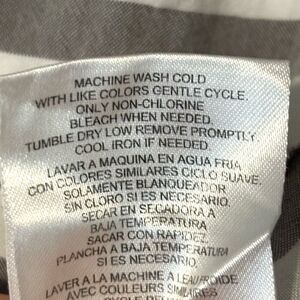 MACHINE WASH COLD
WITH LIKE COLORS GENTLE CYCLE.
ONLY NON-CHLORINE
BLEACH WHEN NEEDED.
TUMBLE DRY LOW REMOVE PROMPTLY.
COOL IRON IF NEEDED.
LAVAR A MAQUINA EN AGUA FRIA
CON COLORES SIMILARES CICLO SUAVE.
SOLAMENTE BLANQUEADOR
SIN CLORO SI ES NECESARIO.
SECAR EN SECADORA A
BAJA TEMPERATURA
SACAR CON RAPIDEZ.
PLANCHA A BAJA TEMPERATURA
SI ES NECESARIO.
LAVER A LA MACHINE A L'EAU FROIDE
AVEC COULEURS SIMILAIRES